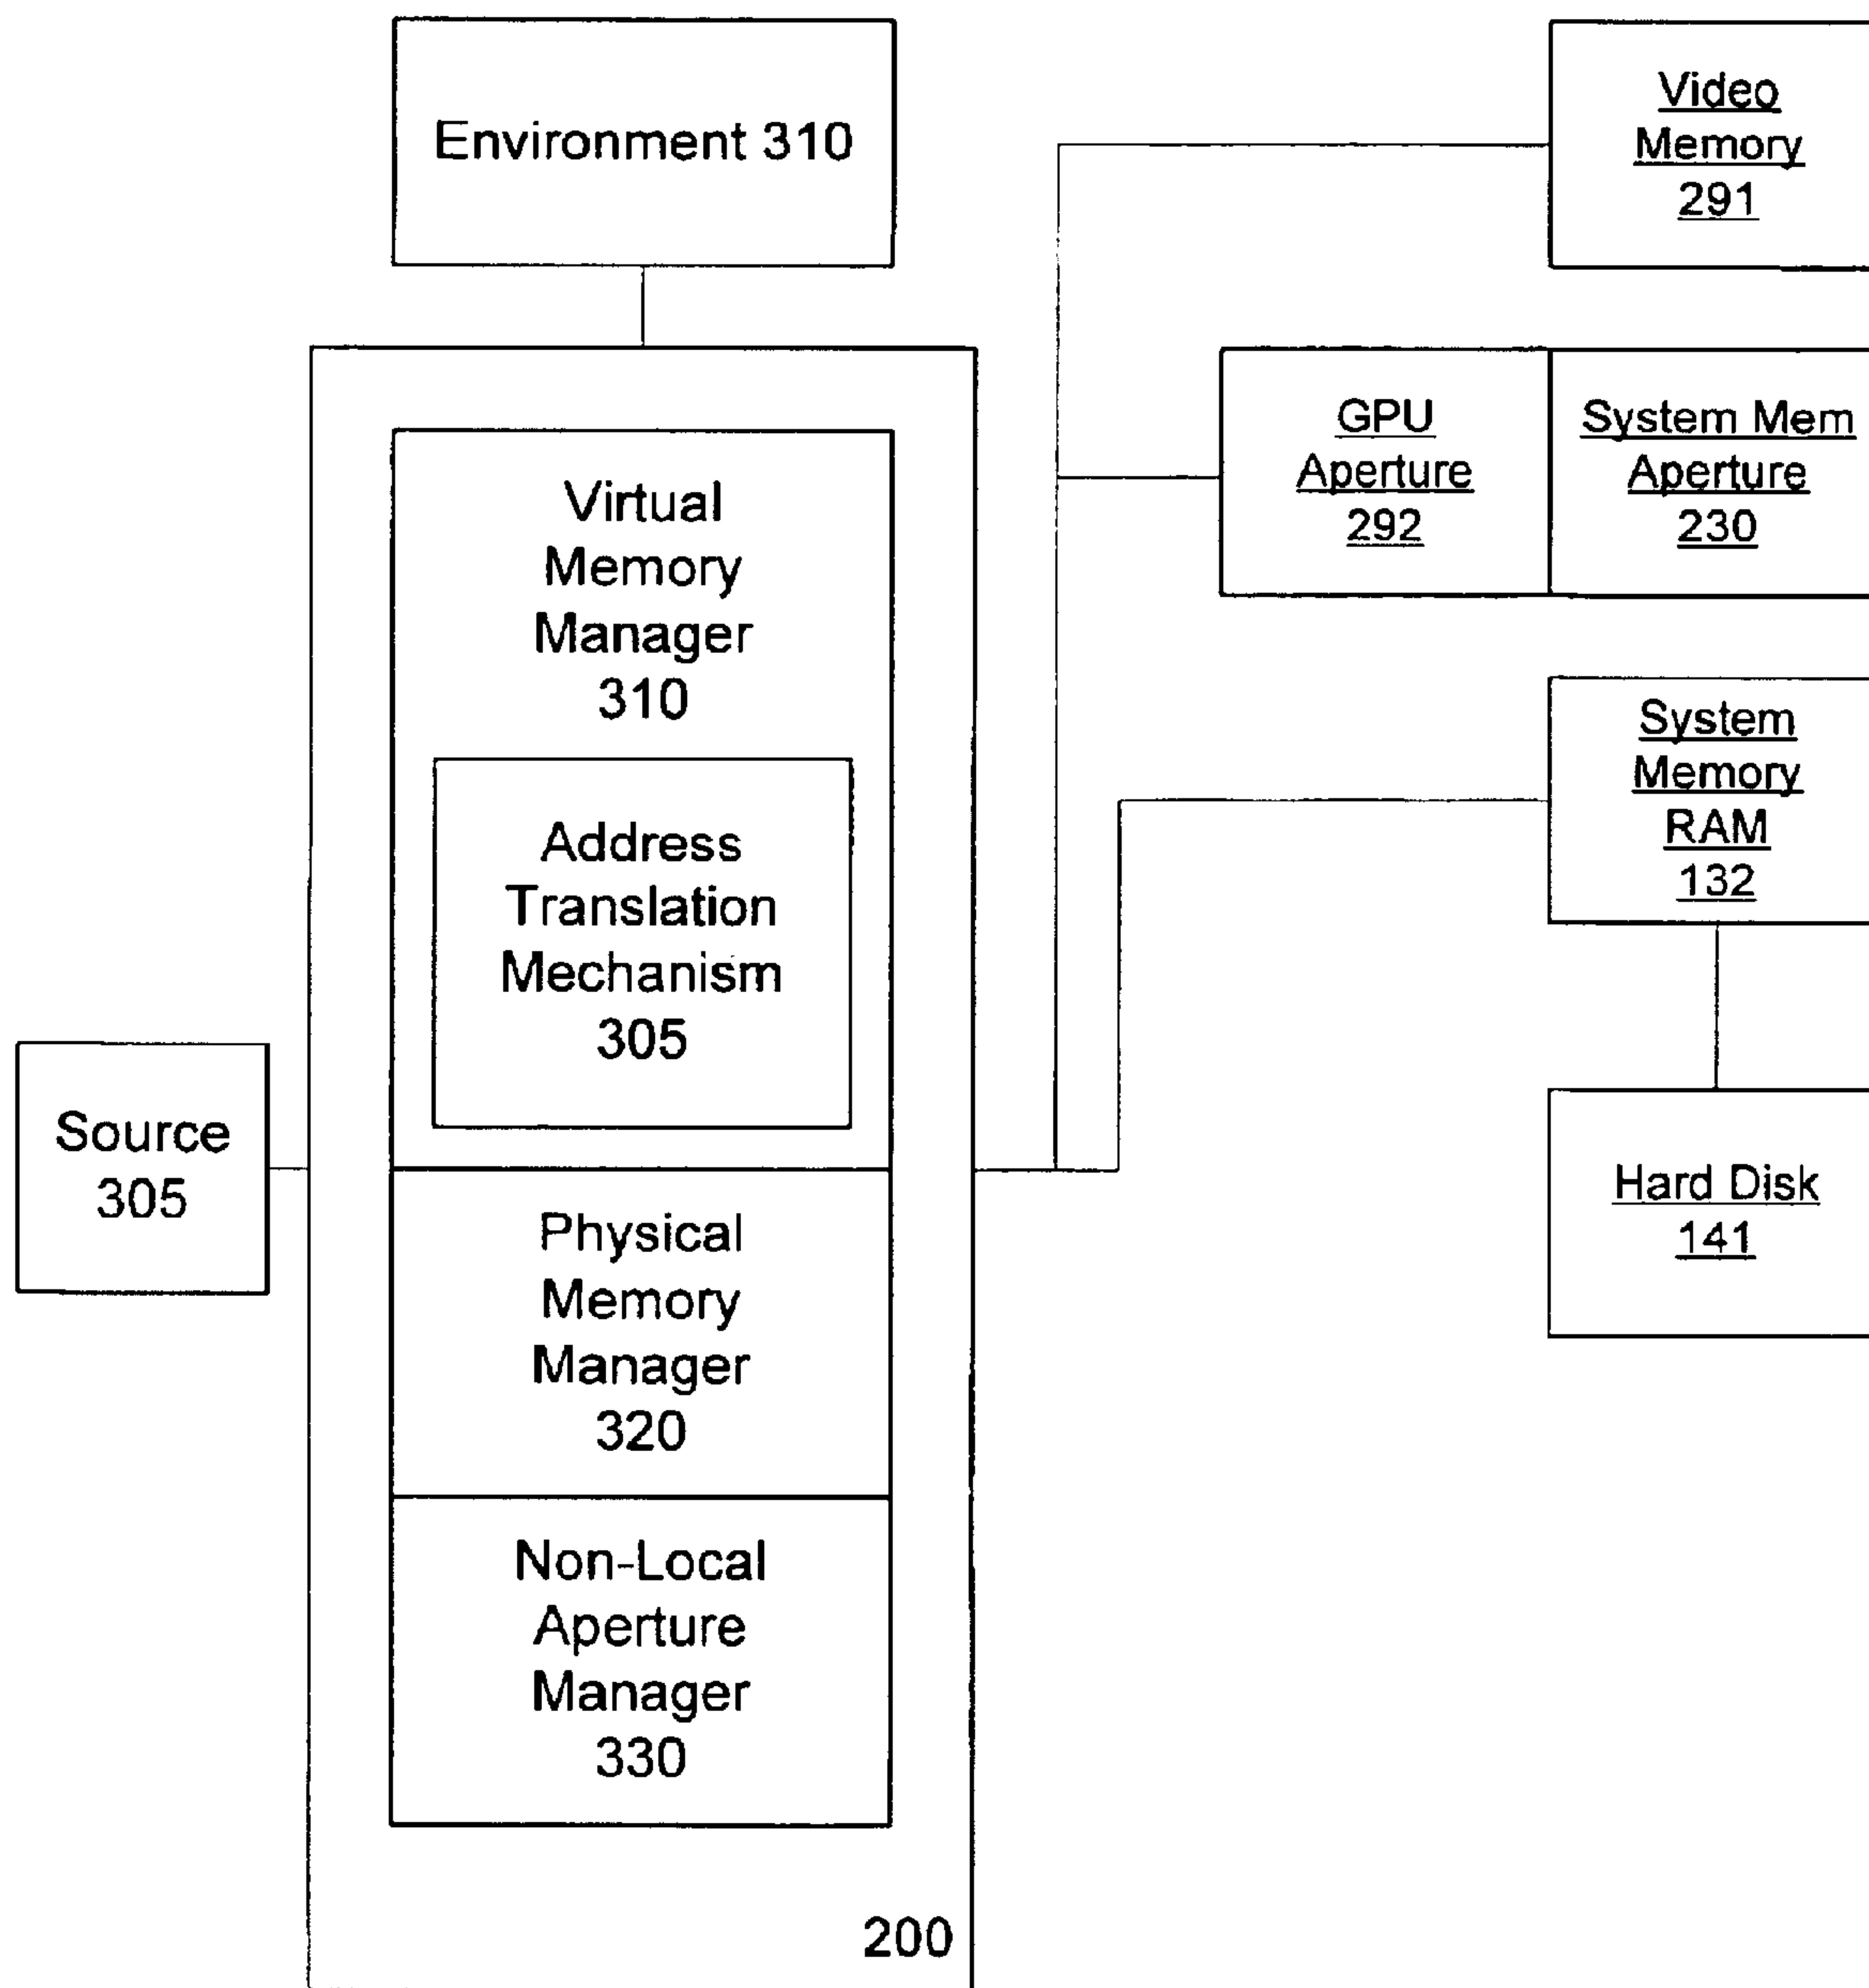 Environment 310
Virtual
Memory
Manager
310
Address
Translation
Mechanism
305
Physical
Memory
Manager
320
Non-Local
Aperture
Manager
330
200
Source
305
Video
Memory
291
GPU
Aperture
292
System Mem
Aperture
230
System
Memory
RAM
132
Hard Disk
141